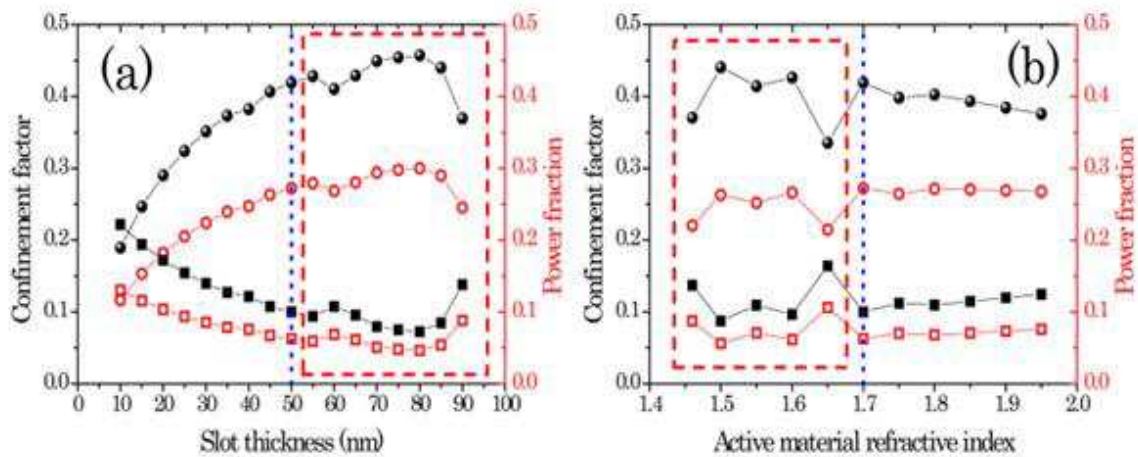 (a)
0.5
0.4
0.3
0.2
0.1
0.0
Confinement factor
0.5
0.4
0.3
0.2
0.1
0.0
Power fraction
0 10 20 30 40 50 60 70 80 90 100
Slot thickness (nm)
(b)
0.5
0.4
0.3
0.2
0.1
0.0
Confinement factor
0.5
0.4
0.3
0.2
0.1
0.0
Power fraction
1.4 1.5 1.6 1.7 1.8 1.9 2.0
Active material refractive index